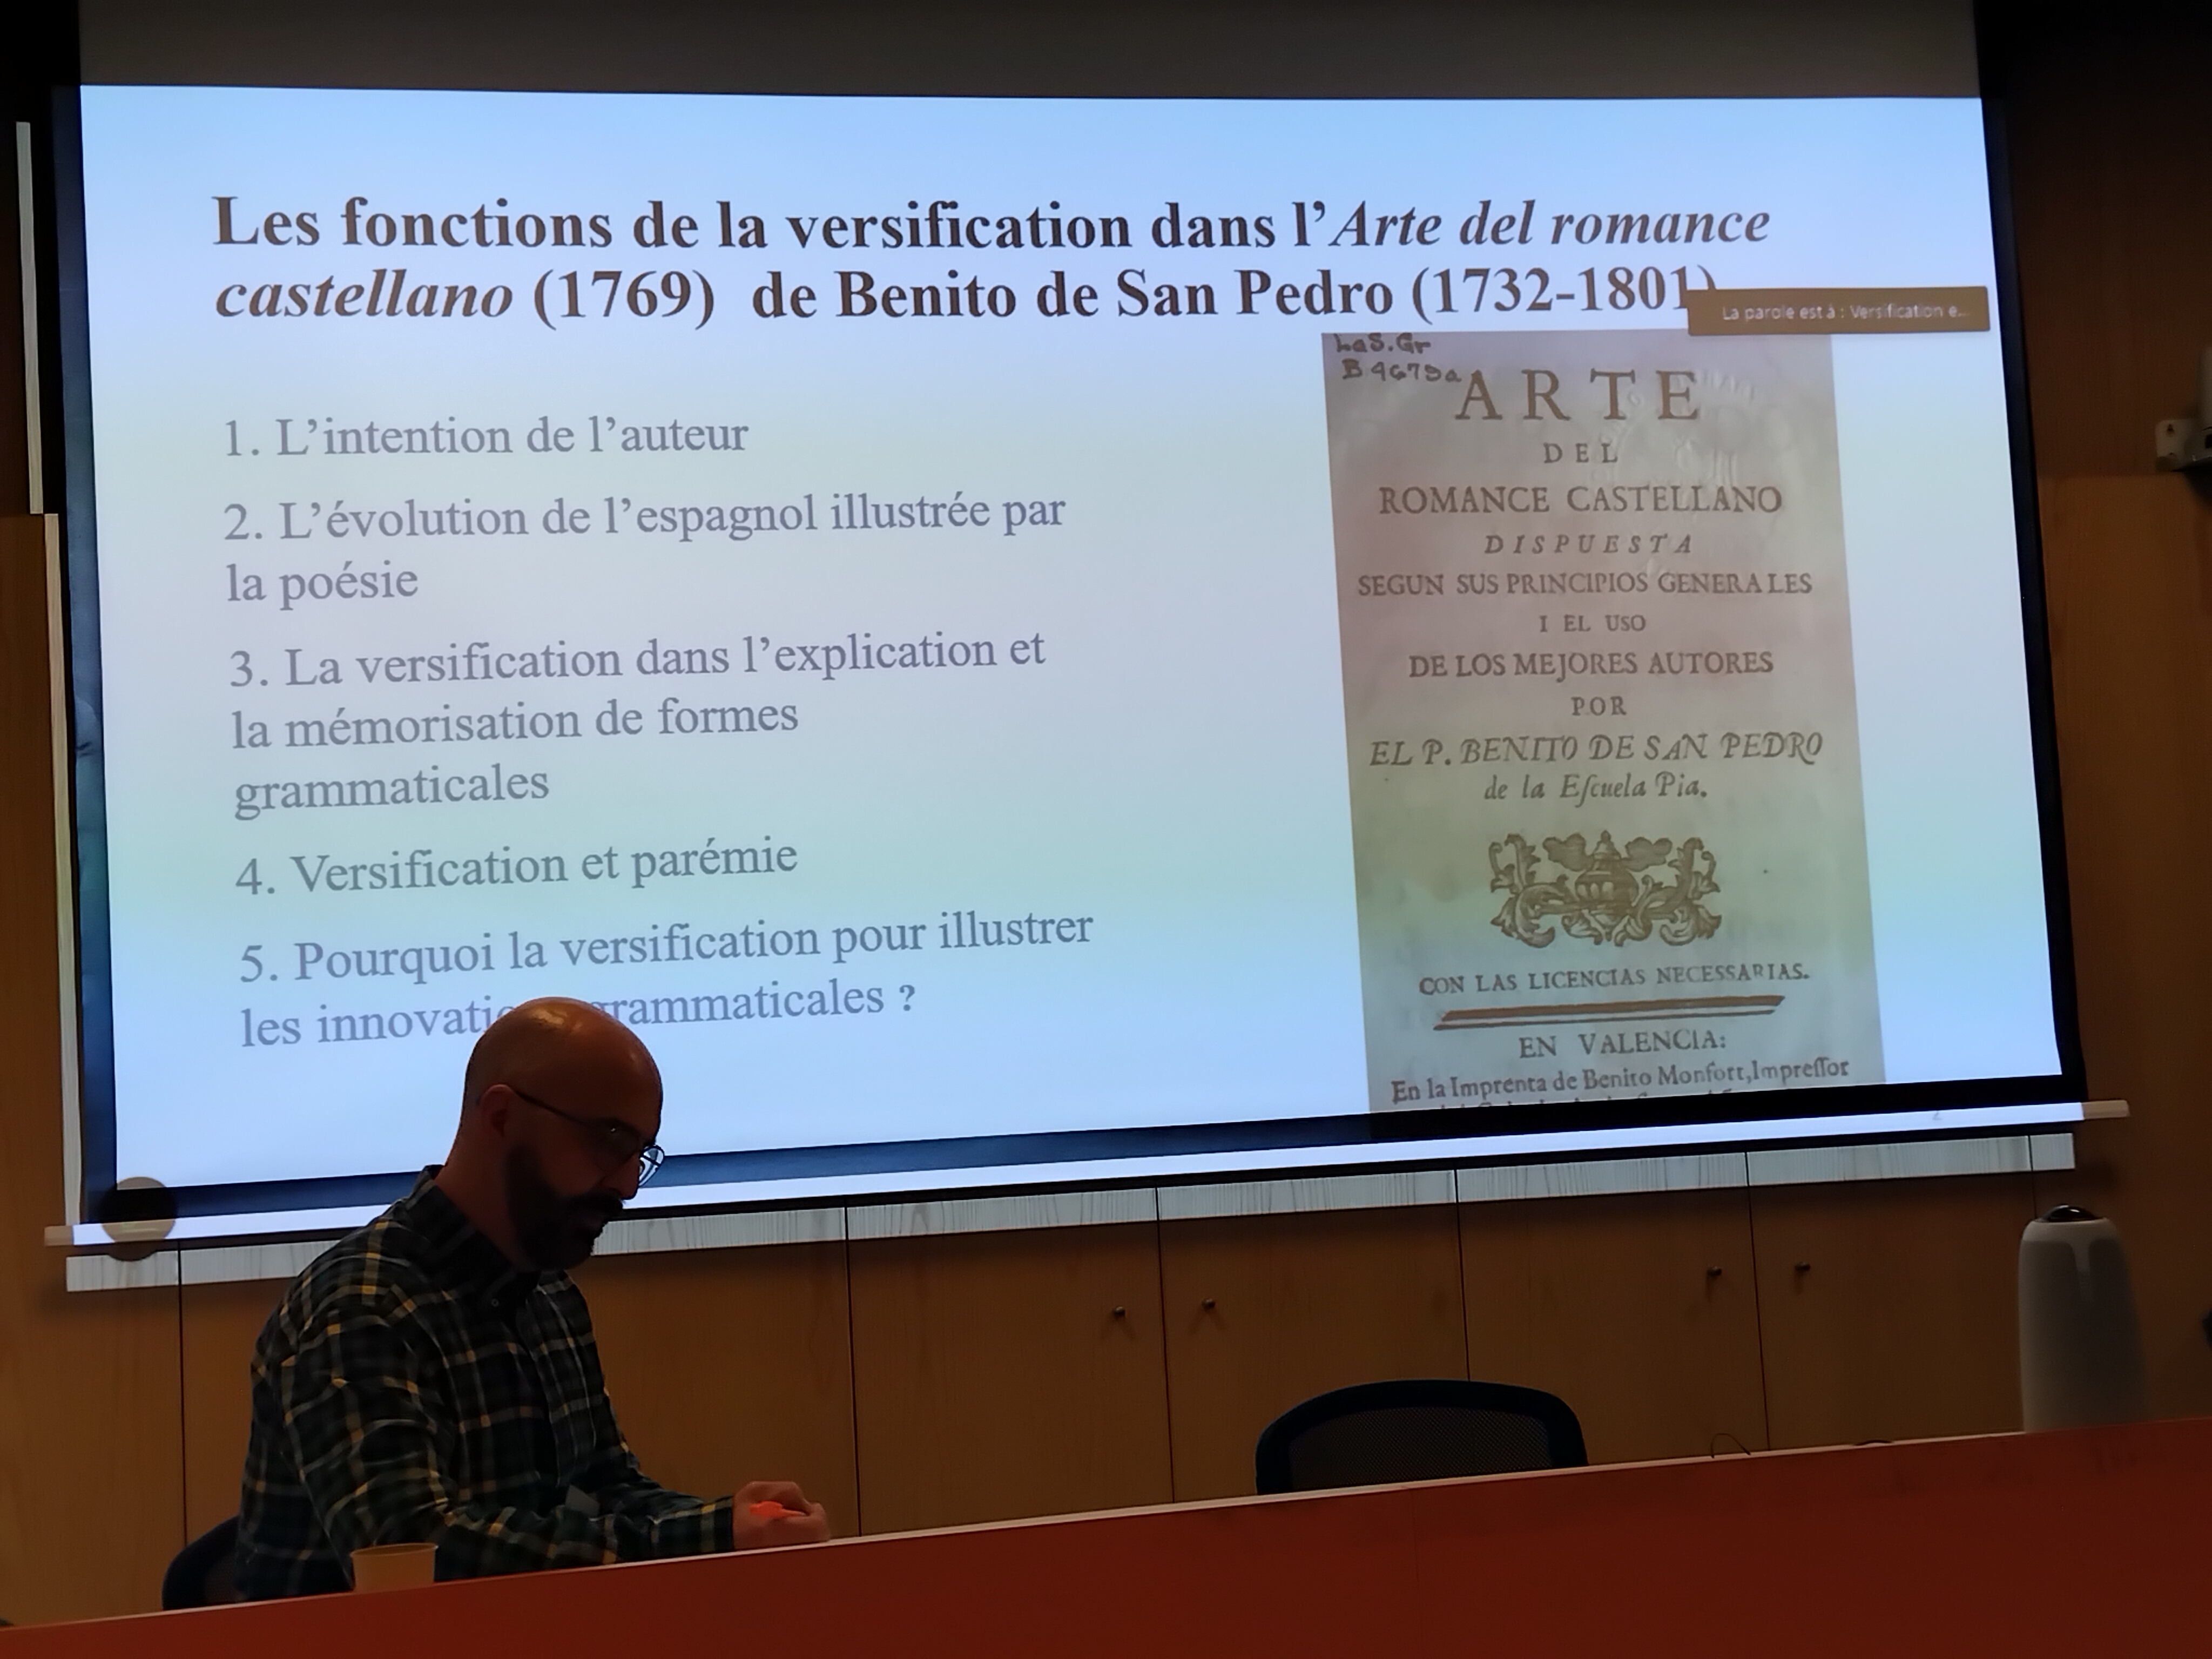 Les fonctions de la versification dans l’Arte del romance
castellano (1769) de Benito de San Pedro (1732-1801)
La parole est à : Versification e...
1. L’intention de l’auteur
2. L’évolution de l’espagnol illustrée par
la poésie
3. La versification dans l’explication et
la mémorisation de formes
grammaticales
4. Versification et parémie
5. Pourquoi la versification pour illustrer
les innovati rammaticales ?
LaS.Gr
B9679a
ARTE
DEL
ROMANCE CASTELLANO
DISPUESTA
SEGUN SUS PRINCIPIOS GENERALES
I EL USO
DE LOS MEJORES AUTORES
POR
EL P. BENITO DE SAN PEDRO
de la Eſcuela Pia.
CON LAS LICENCIAS NECESSARIAS.
EN VALENCIA:
En la Imprenta de Benito Monfort, Impreſſor